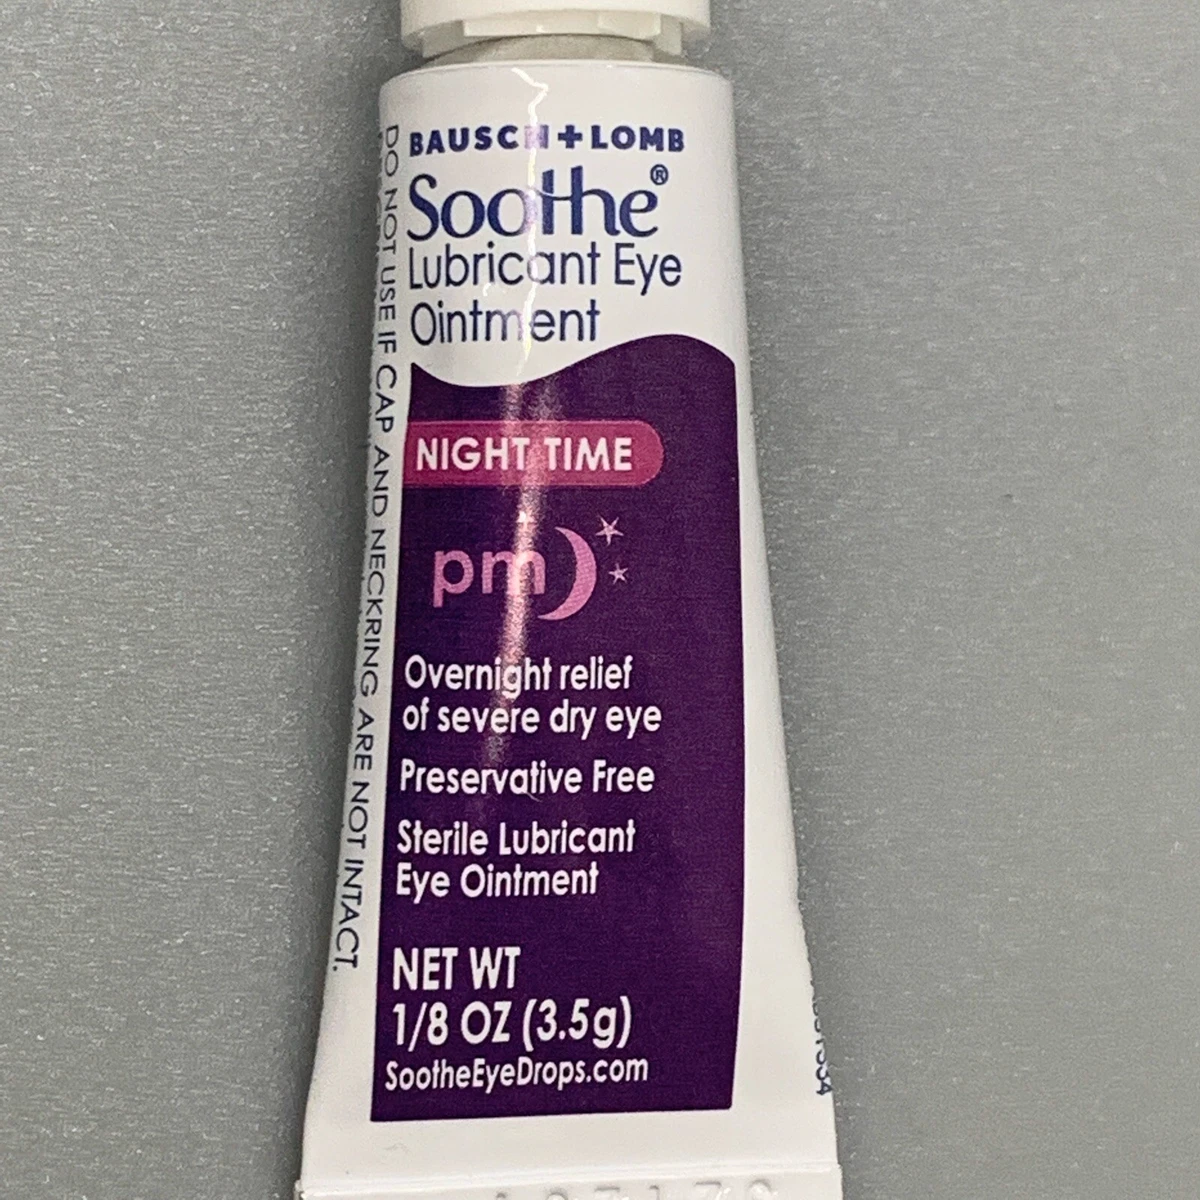 BAUSCH + LOMB
Soothe®
Lubricant Eye
Ointment
NIGHT TIME
pm
Overnight relief
of severe dry eye
Preservative Free
Sterile Lubricant
Eye Ointment
NET WT
1/8 OZ (3.5g)
SootheEyeDrops.com
DO NOT USE IF CAP AND NECKRING ARE NOT INTACT.